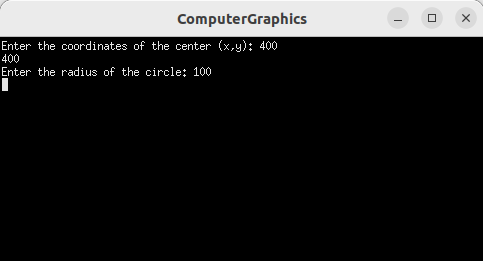 ComputerGraphics
Enter the coordinates of the center (x,y): 400
400
Enter the radius of the circle: 100